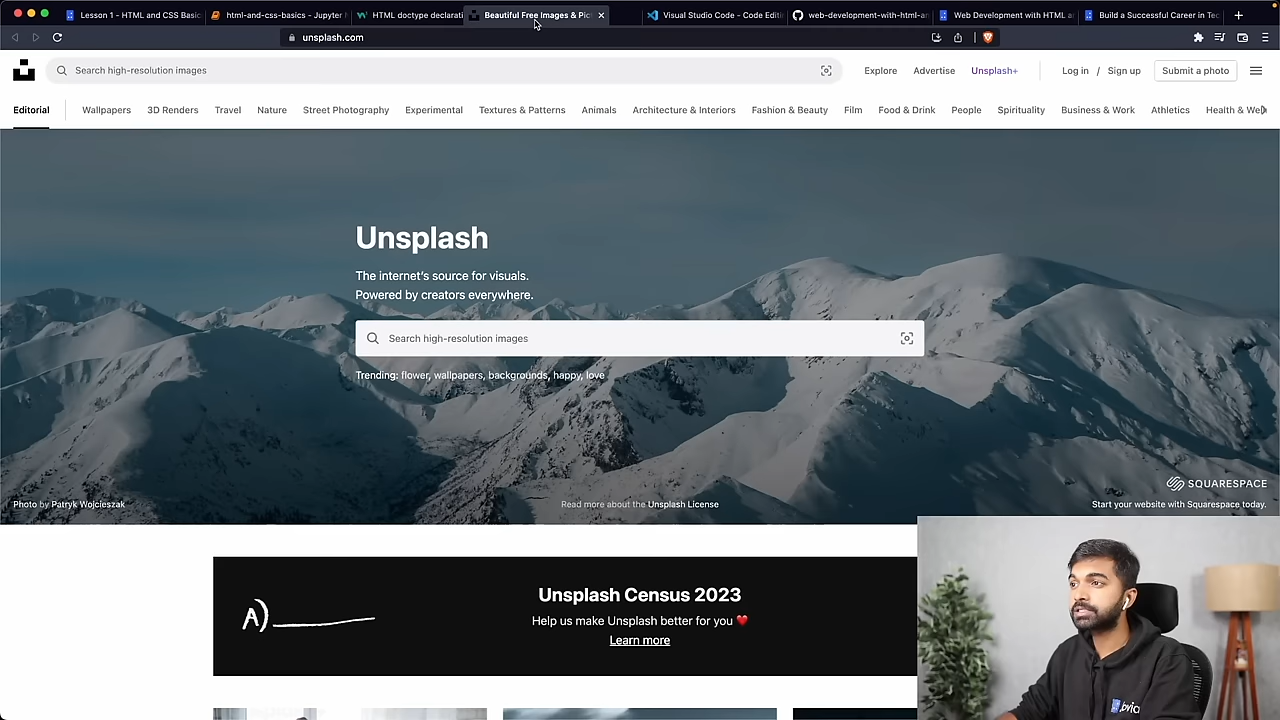 Lesson 1 - HTML and CSS Basic
html-and-css-basics - Jupyter
HTML doctype declarati
Beautiful Free Images & Pic
Visual Studio Code - Code Edit
web-development-with-html-an
Web Development with HTML a
Build a Successful Career in Tec
unsplash.com
Search high-resolution images
Explore
Advertise
Unsplash+
Log in / Sign up
Submit a photo
Editorial
Wallpapers
3D Renders
Travel
Nature
Street Photography
Experimental
Textures & Patterns
Animals
Architecture & Interiors
Fashion & Beauty
Film
Food & Drink
People
Spirituality
Business & Work
Athletics
Health & Wel
Unsplash
The internet's source for visuals.
Powered by creators everywhere.
Search high-resolution images
Trending: flower, wallpapers, backgrounds, happy, love
SQUARESPACE
Photo by Patryk Wojcieszak
Read more about the Unsplash License
Start your website with Squarespace today.
A)
Unsplash Census 2023
Help us make Unsplash better for you ❤️
Learn more